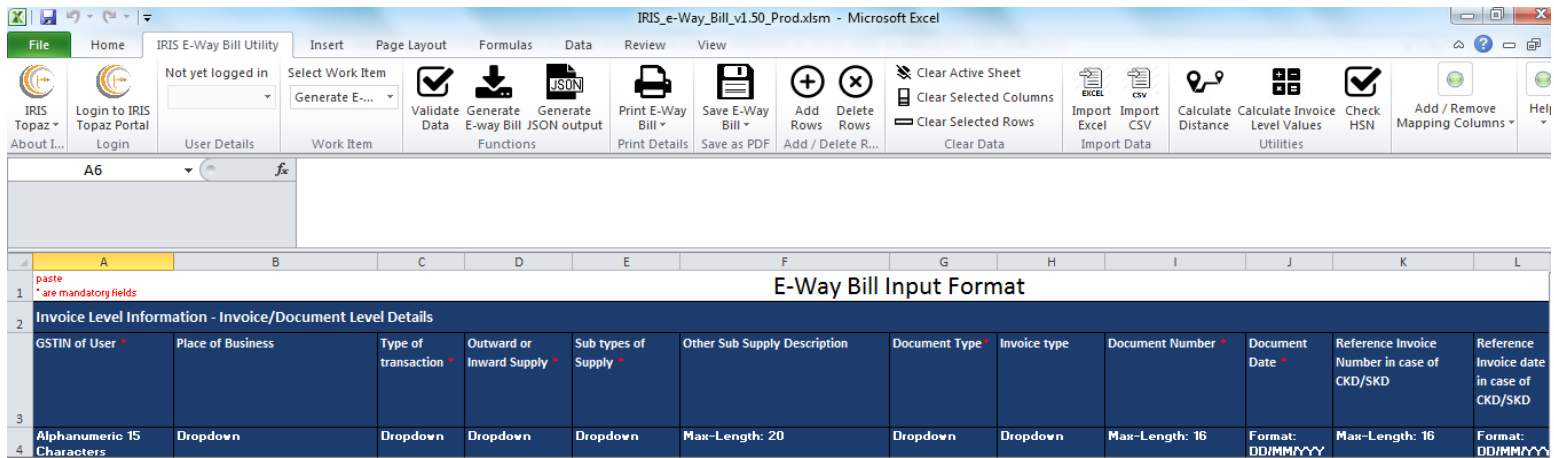 IRIS_e-Way_Bill_v1.50_Prod.xlsm - Microsoft Excel
File Home IRIS E-Way Bill Utility Insert Page Layout Formulas Data Review View
IRIS Topaz
About I...
Login to IRIS Topaz Portal
Login
Not yet logged in
User Details
Select Work Item
Generate E-...
Work Item
Validate Data
Generate E-way Bill
JSON
Generate JSON output
Functions
Print E-Way Bill
Print Details
Save E-Way Bill
Save as PDF
Add Rows
Delete Rows
Add / Delete R...
Clear Active Sheet
Clear Selected Columns
Clear Selected Rows
Clear Data
EXCEL
Import Excel
CSV
Import CSV
Import Data
Calculate Distance
Calculate Invoice Level Values
Check HSN
Utilities
Add / Remove Mapping Columns
Hel
A6 fx
A B C D E F G H I J K L
1
paste
* are mandatory fields
E-Way Bill Input Format
2 Invoice Level Information - Invoice/Document Level Details
3
GSTIN of User *
Place of Business
Type of transaction *
Outward or Inward Supply *
Sub types of Supply *
Other Sub Supply Description
Document Type *
Invoice type
Document Number *
Document Date *
Reference Invoice Number in case of CKD/SKD
Reference Invoice date in case of CKD/SKD
4
Alphanumeric 15 Characters
Dropdown
Dropdown
Dropdown
Dropdown
Max-Length: 20
Dropdown
Dropdown
Max-Length: 16
Format: DD/MM/YYY
Max-Length: 16
Format: DD/MM/YYY